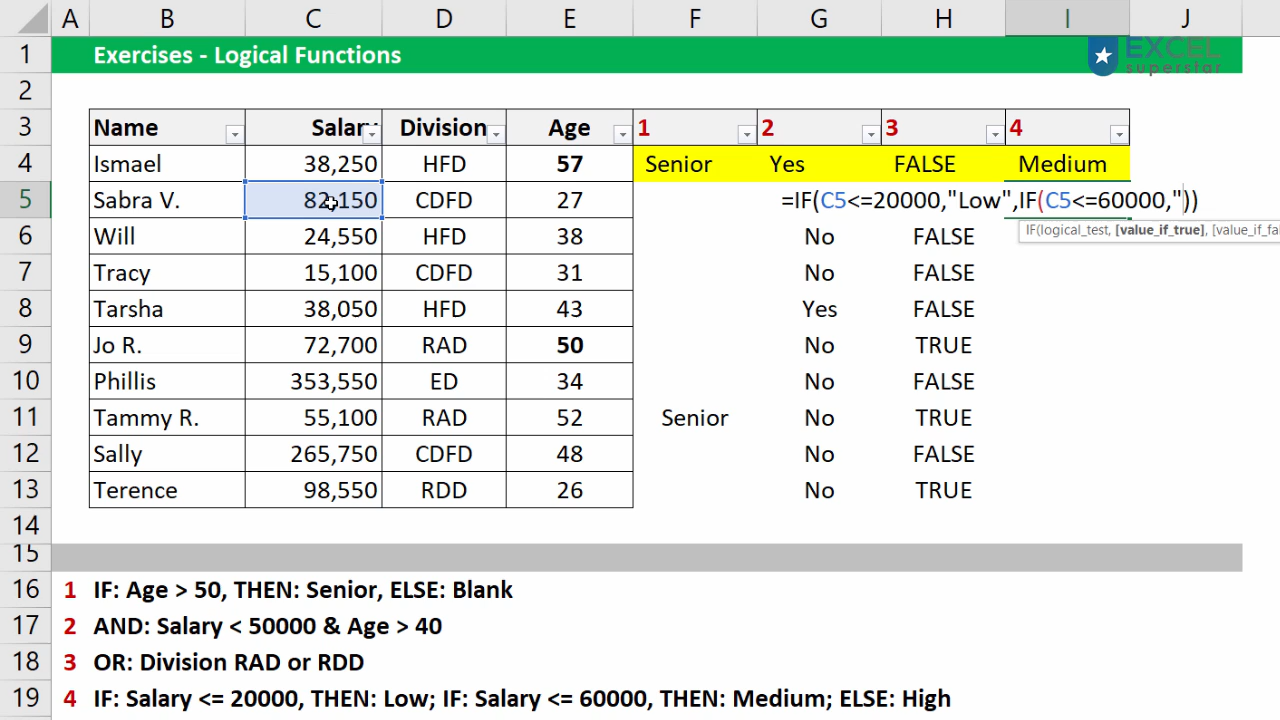 A B C D E F G H I J
1 Exercises - Logical Functions EXCEL superstar
2
3 Name Salary Division Age 1 2 3 4
4 Ismael 38,250 HFD 57 Senior Yes FALSE Medium
5 Sabra V. 82,150 CDFD 27 =IF(C5<=20000,"Low",IF(C5<=60000,"))
IF(logical_test, [value_if_true], [value_if_fal
6 Will 24,550 HFD 38 No FALSE
7 Tracy 15,100 CDFD 31 No FALSE
8 Tarsha 38,050 HFD 43 Yes FALSE
9 Jo R. 72,700 RAD 50 No TRUE
10 Phillis 353,550 ED 34 No FALSE
11 Tammy R. 55,100 RAD 52 Senior No TRUE
12 Sally 265,750 CDFD 48 No FALSE
13 Terence 98,550 RDD 26 No TRUE
14
15
16 1 IF: Age > 50, THEN: Senior, ELSE: Blank
17 2 AND: Salary < 50000 & Age > 40
18 3 OR: Division RAD or RDD
19 4 IF: Salary <= 20000, THEN: Low; IF: Salary <= 60000, THEN: Medium; ELSE: High